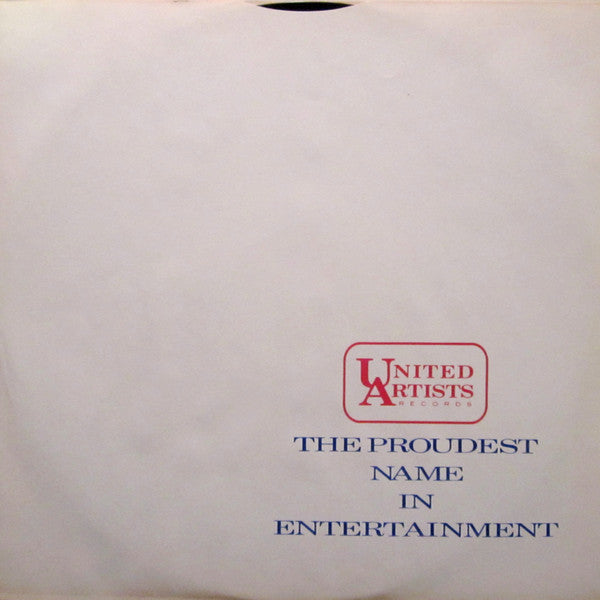 UNITED
ARTISTS
RECORDS
THE PROUDEST
NAME
IN
ENTERTAINMENT